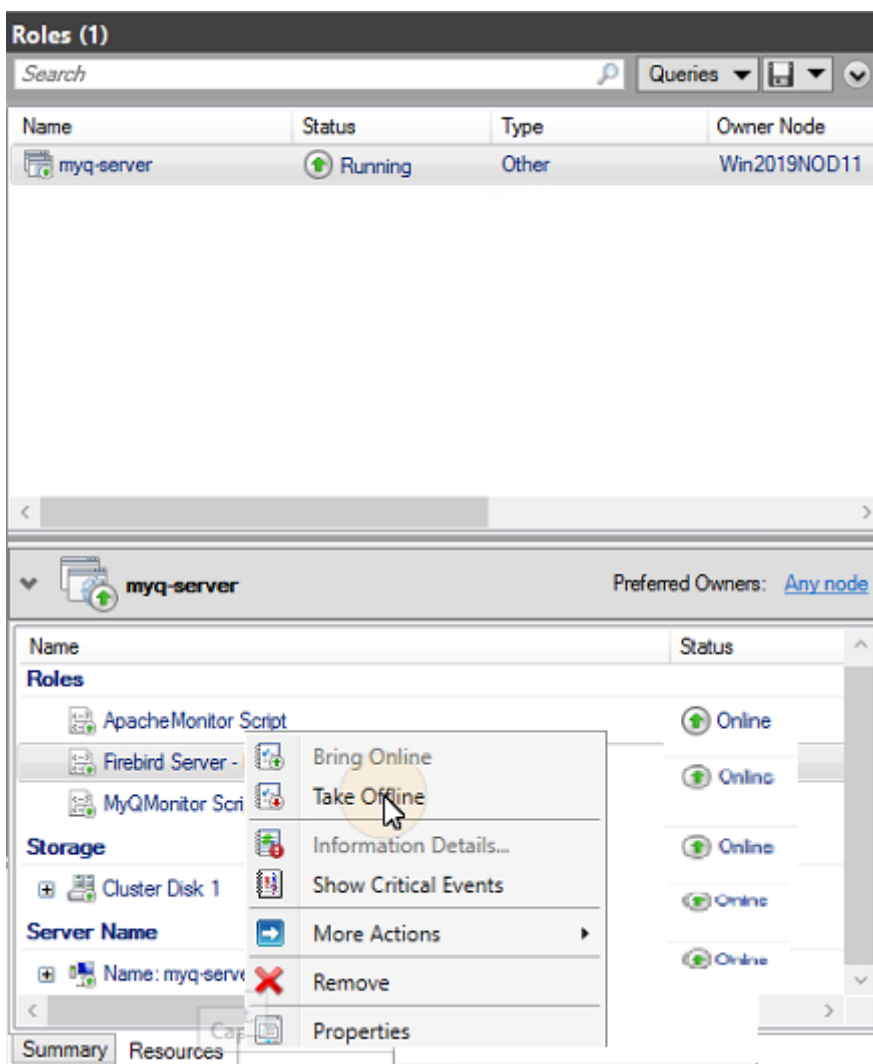 Roles (1)
Search Queries
Name Status Type Owner Node
myq-server Running Other Win2019NOD11
myq-server Preferred Owners: Any node
Name Status
Roles
ApacheMonitor Script Online
Firebird Server - Online
MyQMonitor Scri Online
Storage
Cluster Disk 1 Online
Server Name
Name: myq-serve Online
Bring Online
Take Offline
Information Details...
Show Critical Events
More Actions
Remove
Properties
Summary Resources